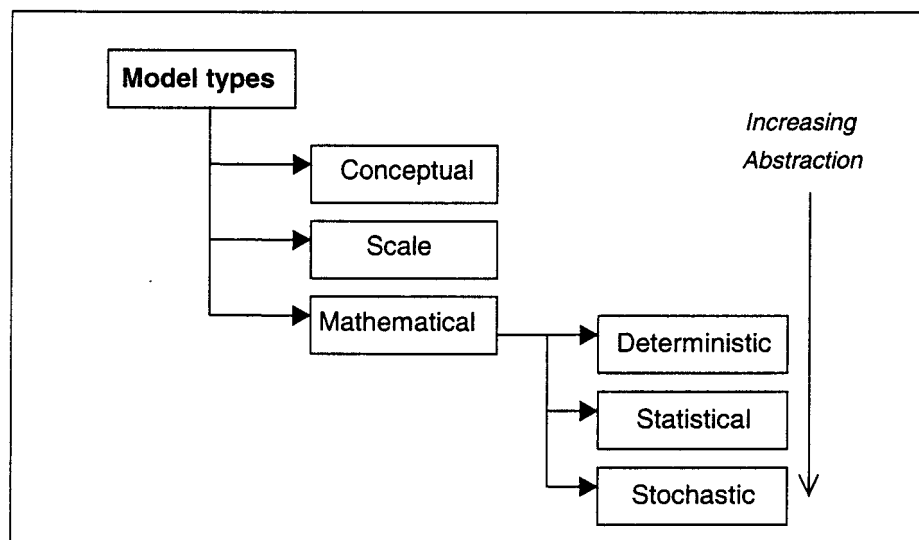 Model types
Increasing
Abstraction
Conceptual
Scale
Mathematical
Deterministic
Statistical
Stochastic